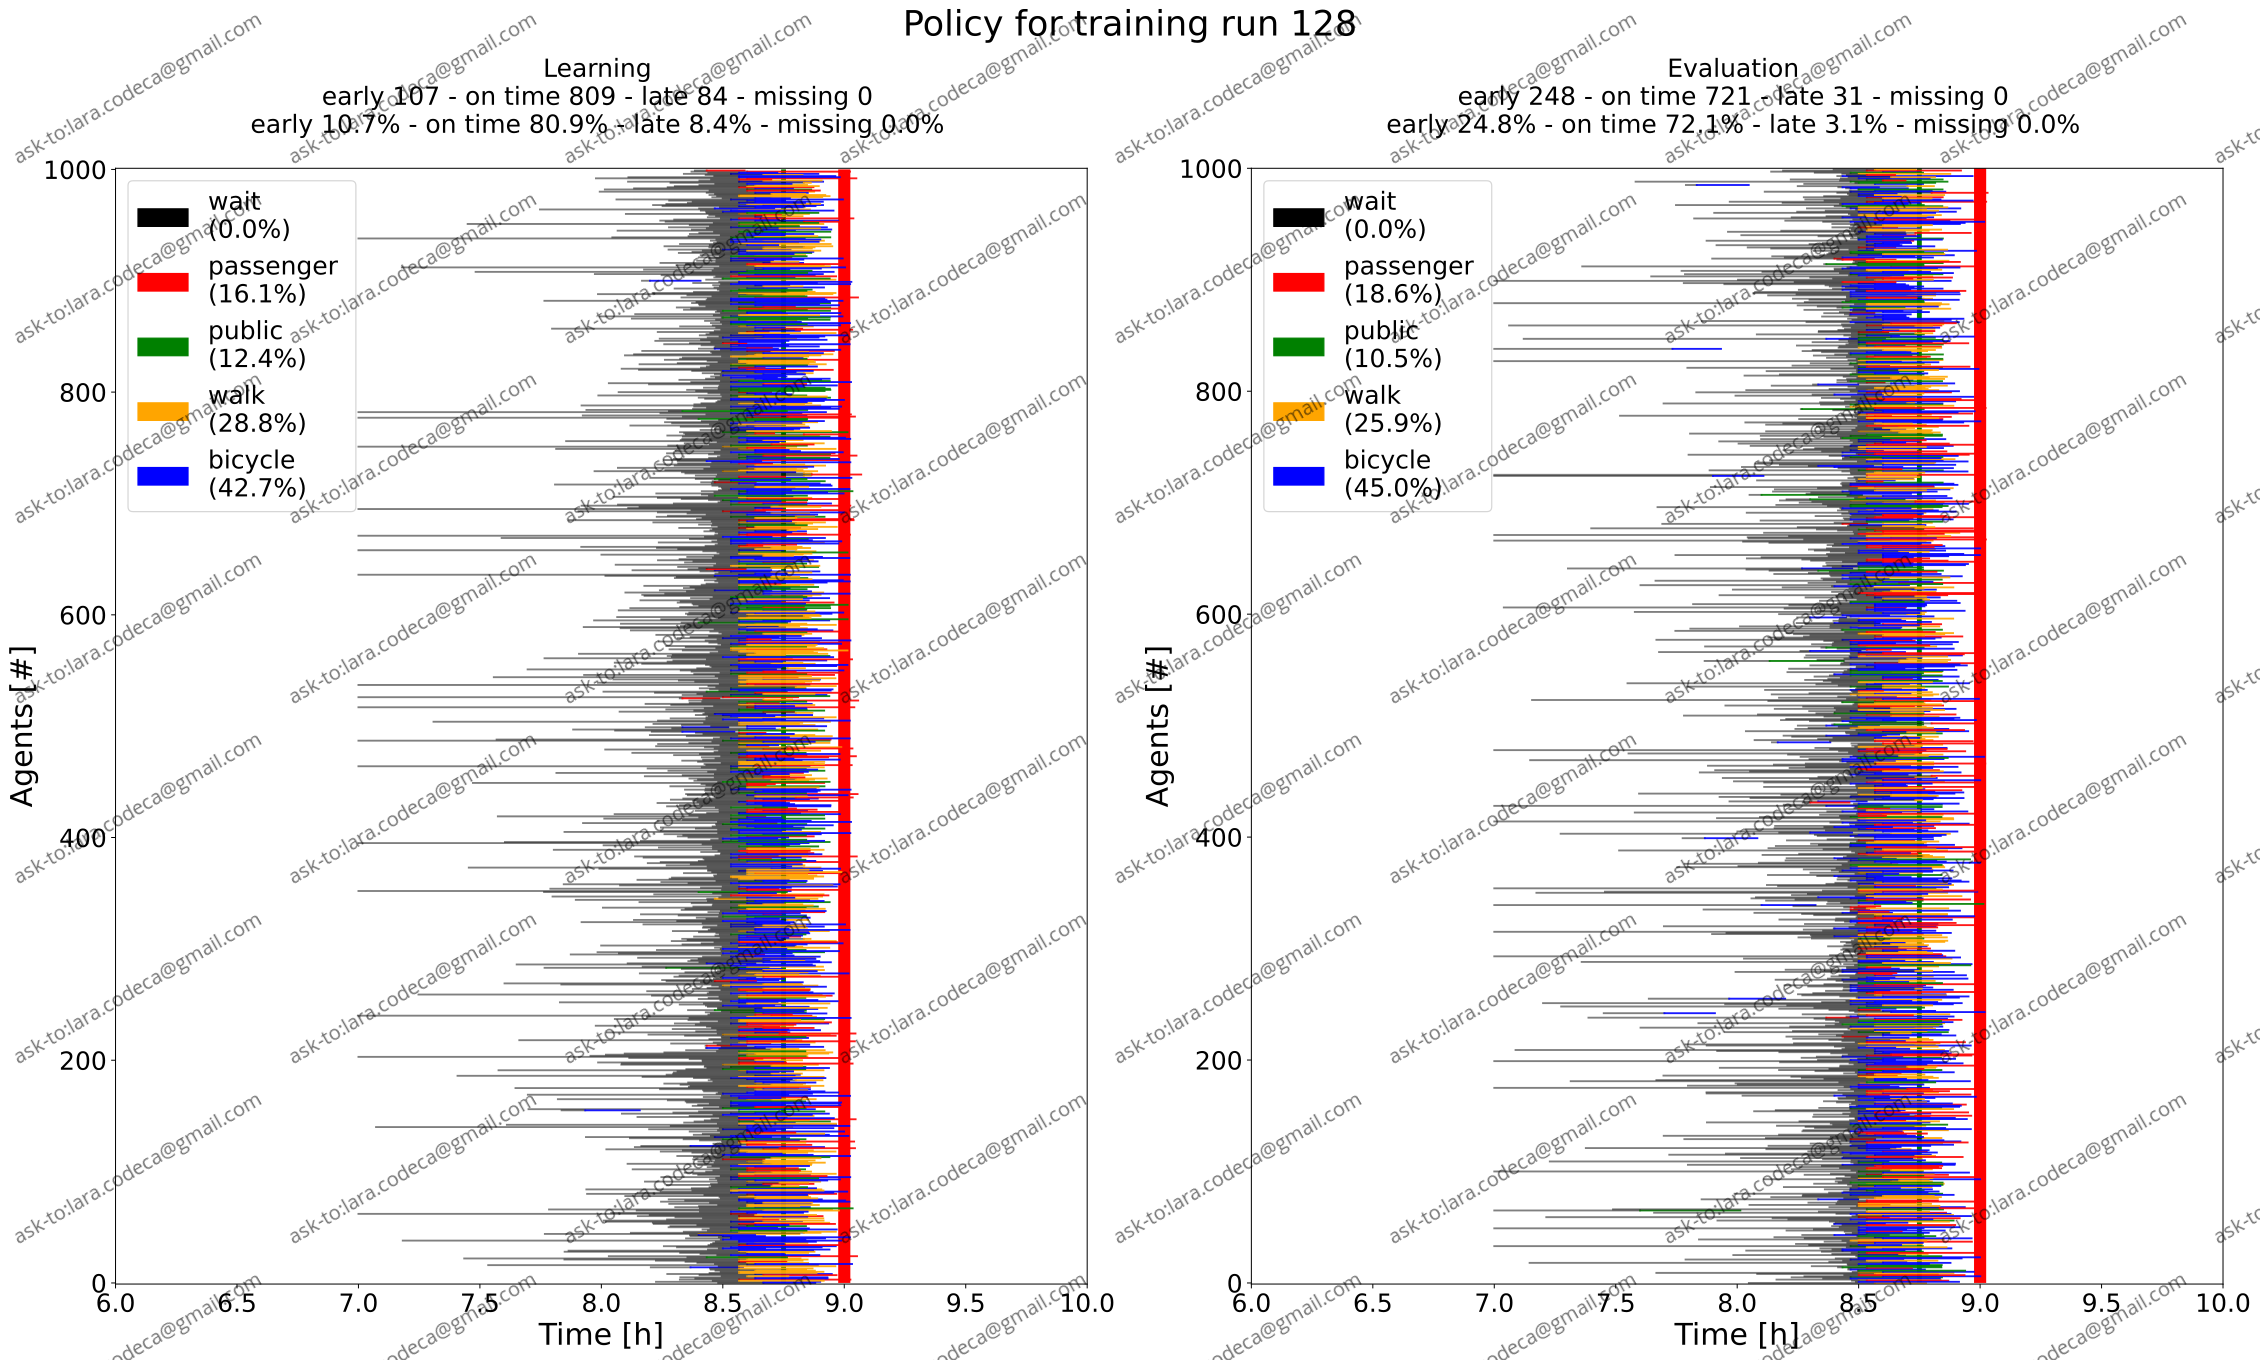 Policy for training run 128
Learning
early 107 - on time 809 - late 84 - missing 0
early 10.7% - on time 80.9% - late 8.4% - missing 0.0%
1000
800
600
400
200
0
Agents [#]
wait
(0.0%)
passenger
(16.1%)
public
(12.4%)
walk
(28.8%)
bicycle
(42.7%)
6.0 6.5 7.0 7.5 8.0 8.5 9.0 9.5 10.0
Time [h]
Evaluation
early 248 - on time 721 - late 31 - missing 0
early 24.8% - on time 72.1% - late 3.1% - missing 0.0%
1000
800
600
400
200
0
Agents [#]
wait
(0.0%)
passenger
(18.6%)
public
(10.5%)
walk
(25.9%)
bicycle
(45.0%)
6.0 6.5 7.0 7.5 8.0 8.5 9.0 9.5 10.0
Time [h]
ask-to:lara.codeca@gmail.com